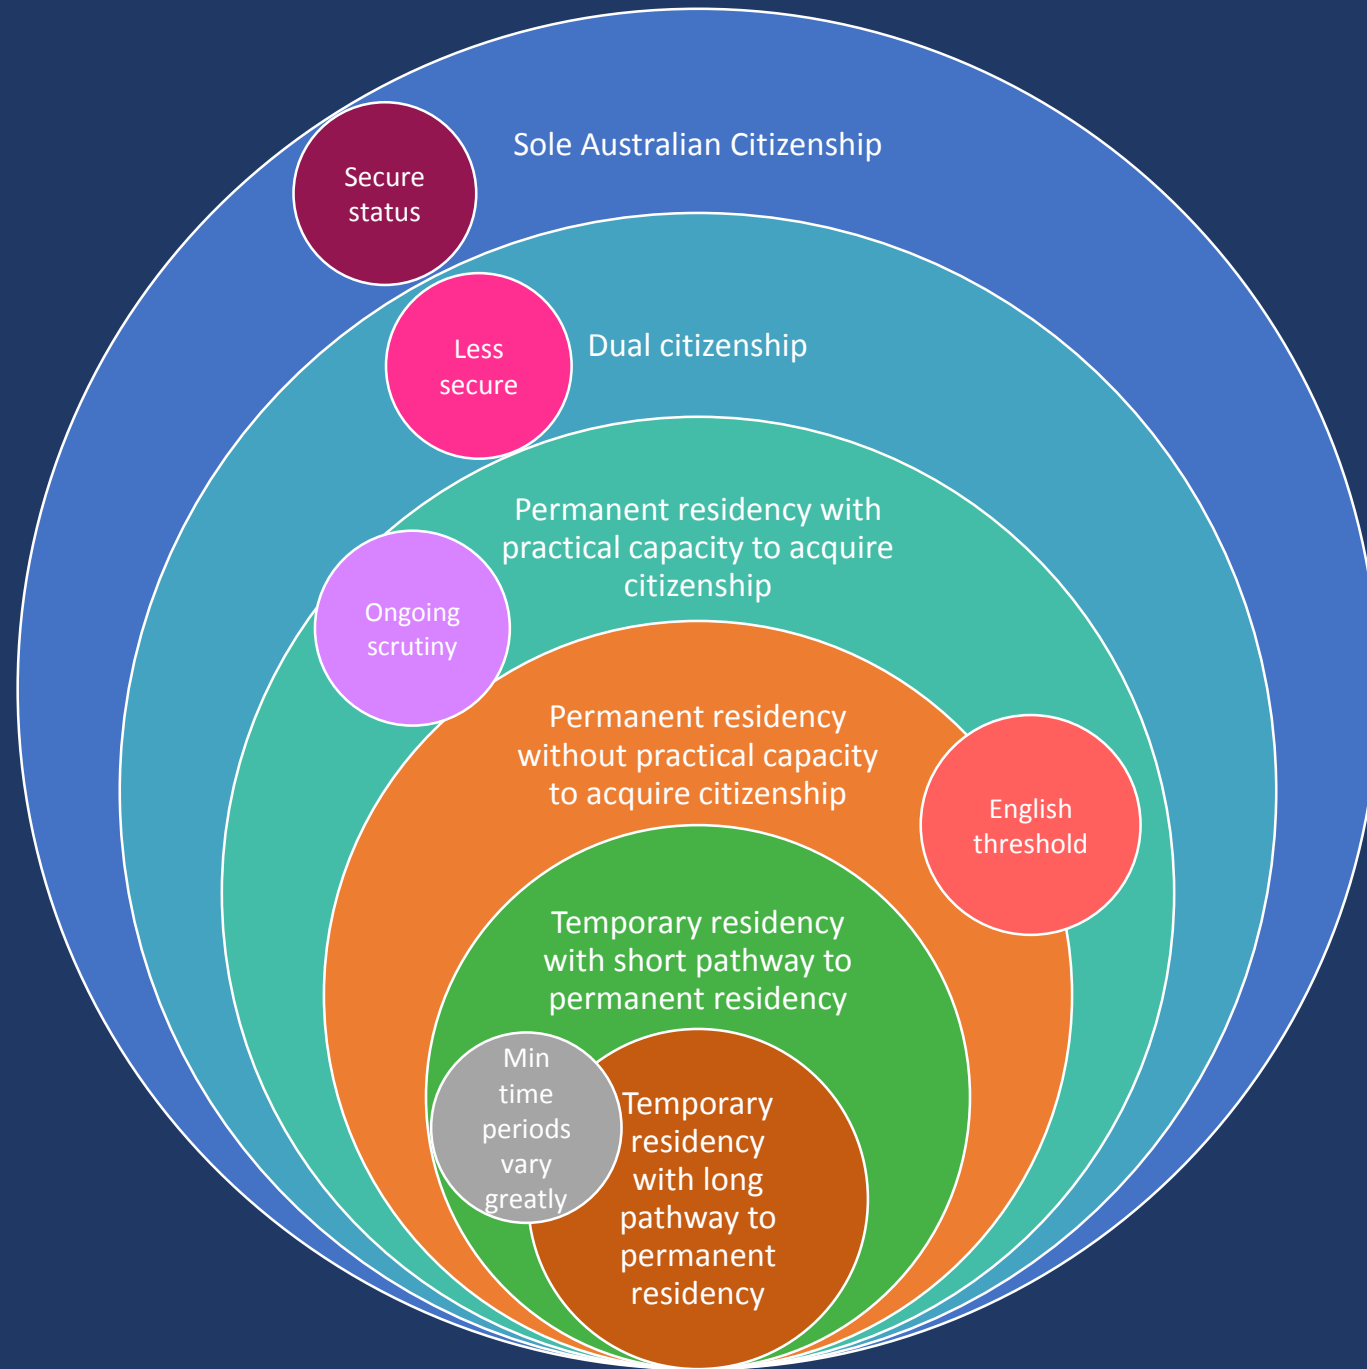 Sole Australian Citizenship
Secure
status
Dual citizenship
Less
secure
Permanent residency with
practical capacity to acquire
citizenship
Ongoing
scrutiny
Permanent residency
without practical capacity
to acquire citizenship
English
threshold
Temporary residency
with short pathway to
permanent residency
Min
time
periods
vary
greatly
Temporary
residency
with long
pathway to
permanent
residency